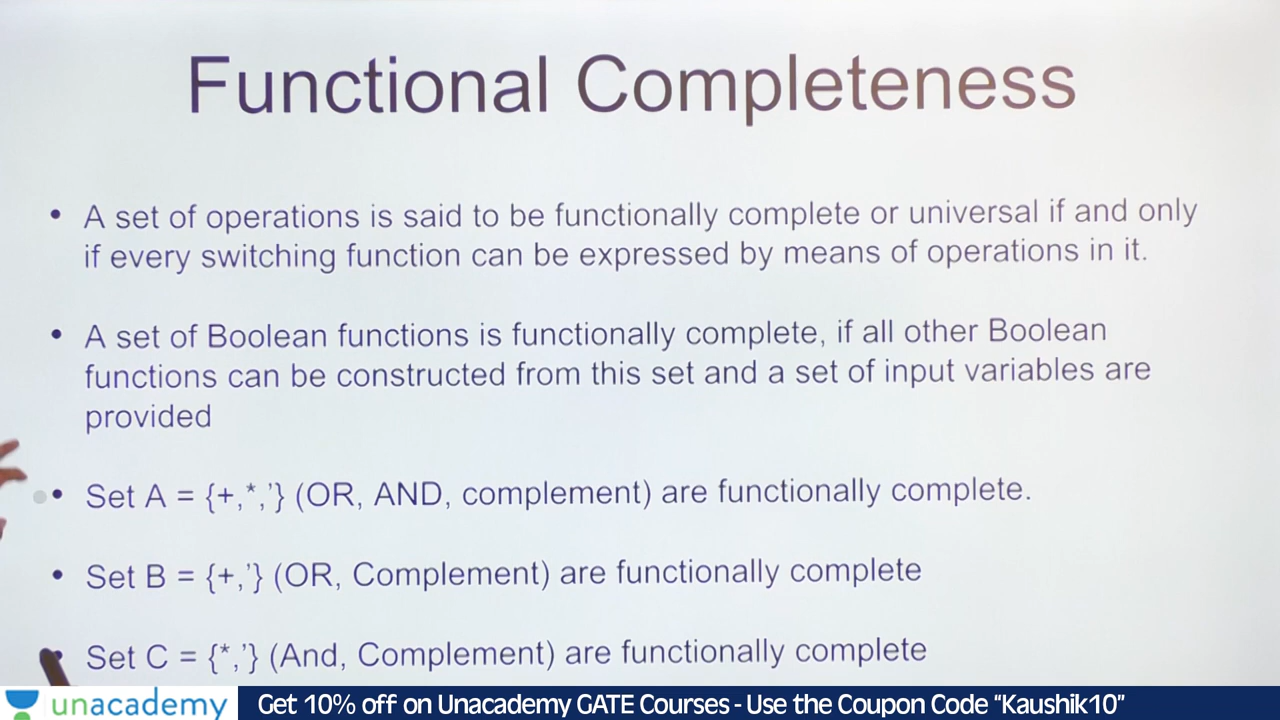 Functional Completeness
• A set of operations is said to be functionally complete or universal if and only
if every switching function can be expressed by means of operations in it.
• A set of Boolean functions is functionally complete, if all other Boolean
functions can be constructed from this set and a set of input variables are
provided
• Set A = {+,*,’} (OR, AND, complement) are functionally complete.
• Set B = {+,’} (OR, Complement) are functionally complete
• Set C = {*,’} (And, Complement) are functionally complete
unacademy
Get 10% off on Unacademy GATE Courses - Use the Coupon Code “Kaushik10”